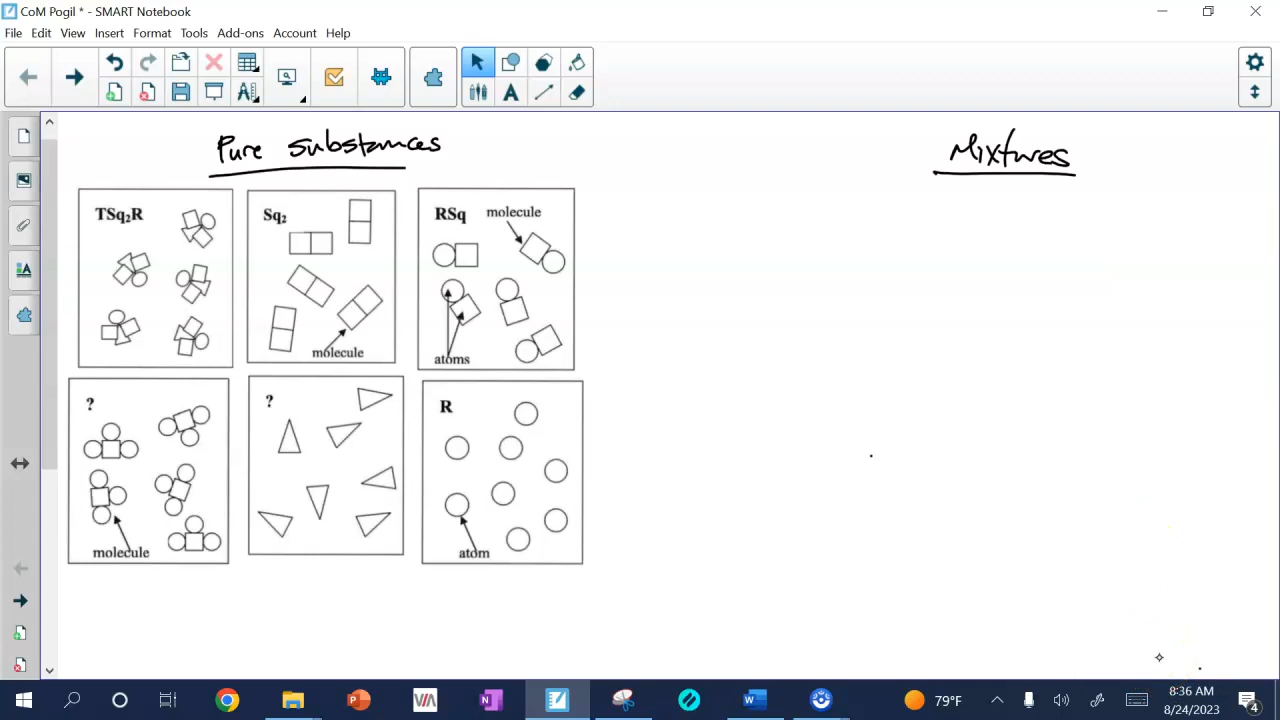 CoM Pogil * - SMART Notebook
File Edit View Insert Format Tools Add-ons Account Help
Pure substances
Mixtures
TSq₂R
Sq₂
molecule
RSq
molecule
atoms
?
molecule
?
R
atom
79°F
8:36 AM
8/24/2023
4